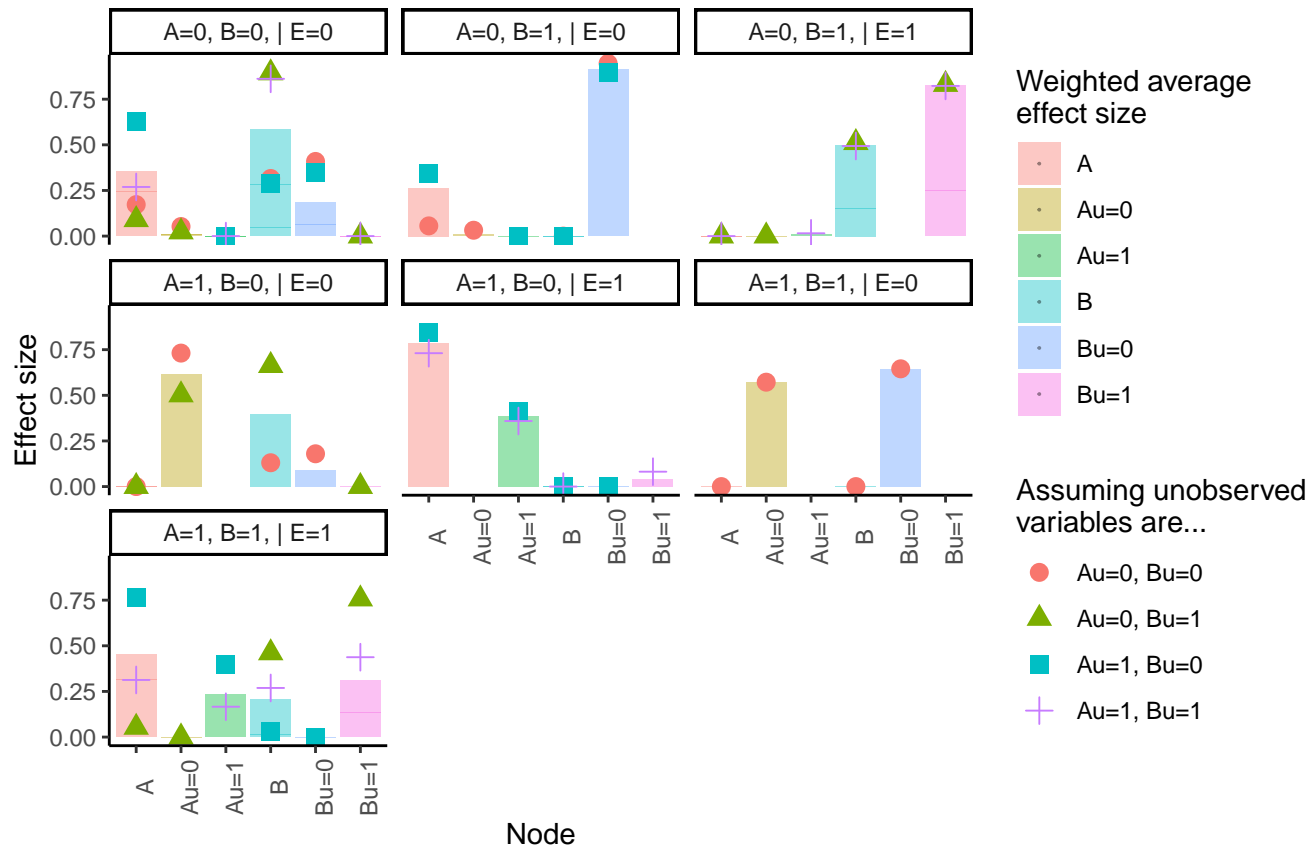 A=0, B=0, | E=0
A=0, B=1, | E=0
A=0, B=1, | E=1
0.75
0.50
0.25
0.00
A=1, B=0, | E=0
A=1, B=0, | E=1
A=1, B=1, | E=0
0.75
0.50
0.25
0.00
A
Au=0
Au=1
B
Bu=0
Bu=1
A
Au=0
Au=1
B
Bu=0
Bu=1
A=1, B=1, | E=1
0.75
0.50
0.25
0.00
A
Au=0
Au=1
B
Bu=0
Bu=1
Effect size
Node
Weighted average
effect size
A
Au=0
Au=1
B
Bu=0
Bu=1
Assuming unobserved
variables are...
Au=0, Bu=0
Au=0, Bu=1
Au=1, Bu=0
Au=1, Bu=1